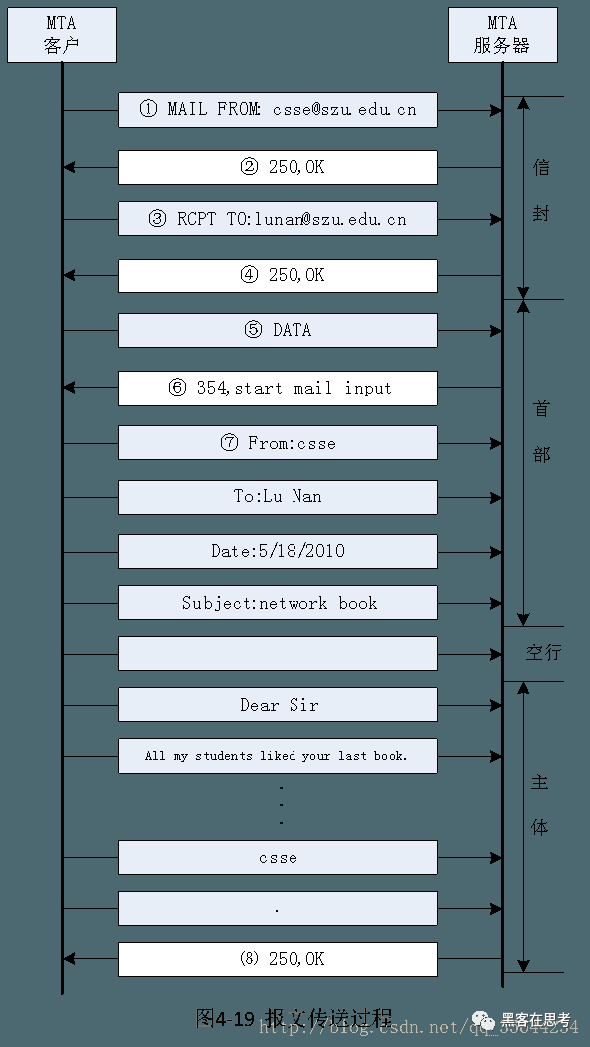 MTA
客户
MTA
服务器
① MAIL FROM: csse@szu.edu.cn
② 250,OK
③ RCPT TO:lunan@szu.edu.cn
④ 250,OK
信
封
⑤ DATA
⑥ 354,start mail input
⑦ From:csse
To:Lu Nan
Date:5/18/2010
Subject:network book
首
部
空行
Dear Sir
All my students liked your last book.
.
.
.
csse
.
⑻ 250,OK
主
体
图4-19 报文传送过程
黑客在思考
http://blog.csdn.net/qq_35644234